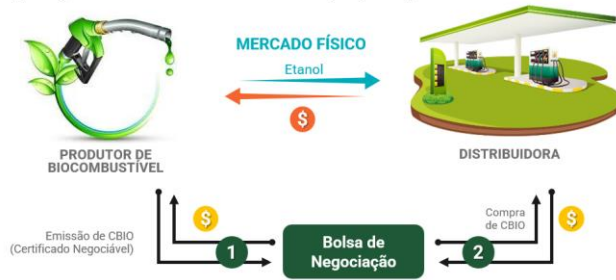 MERCADO FÍSICO
Etanol
$
PRODUTOR DE
BIOCOMBUSTÍVEL
DISTRIBUIDORA
Emissão de CBIO
(Certificado Negociável)
$
1
Bolsa de
Negociação
2
Compra
de CBIO
$